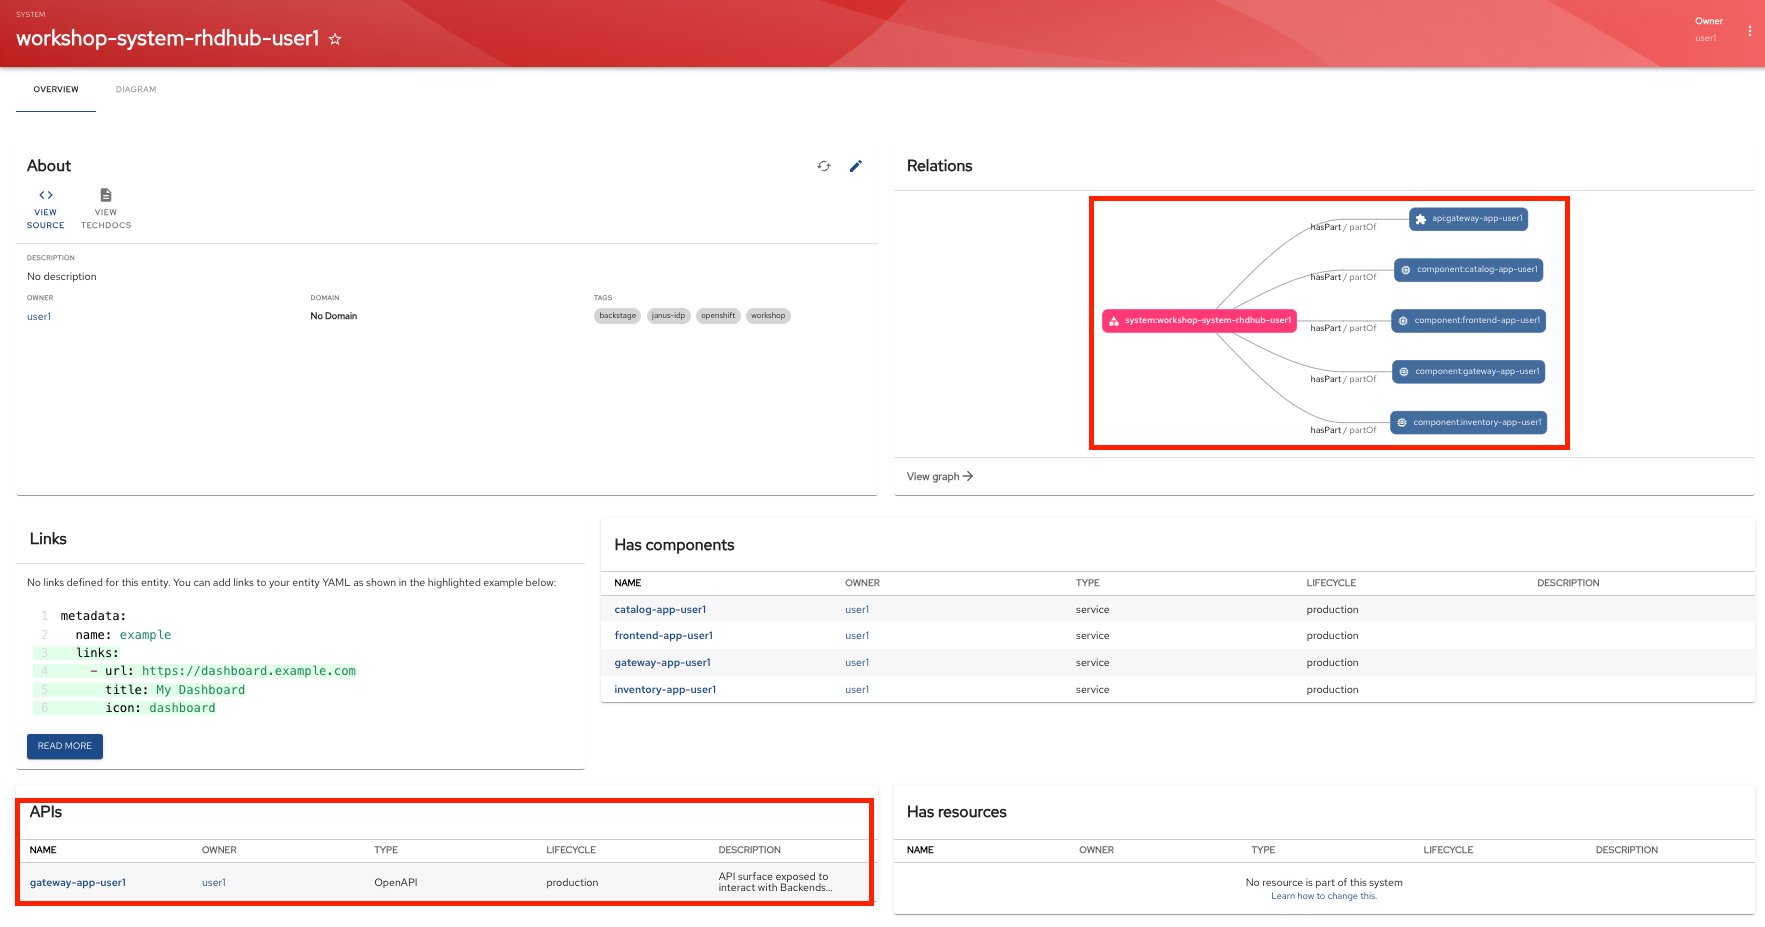 SYSTEM
workshop-system-rhdhub-user1
Owner
user1
OVERVIEW DIAGRAM
About
VIEW SOURCE
VIEW TECHDOCS
DESCRIPTION
No description
OWNER DOMAIN TAGS
user1 No Domain backstage janus-idp openshift workshop
Relations
api:gateway-app-user1
hasPart / partOf
component:catalog-app-user1
hasPart / partOf
system:workshop-system-rhdhub-user1
component:frontend-app-user1
hasPart / partOf
component:gateway-app-user1
hasPart / partOf
component:inventory-app-user1
hasPart / partOf
View graph
Links
No links defined for this entity. You can add links to your entity YAML as shown in the highlighted example below:
1 metadata:
2 name: example
3 links:
4 - url: https://dashboard.example.com
5 title: My Dashboard
6 icon: dashboard
READ MORE
Has components
NAME OWNER TYPE LIFECYCLE DESCRIPTION
catalog-app-user1 user1 service production
frontend-app-user1 user1 service production
gateway-app-user1 user1 service production
inventory-app-user1 user1 service production
APIs
NAME OWNER TYPE LIFECYCLE DESCRIPTION
gateway-app-user1 user1 OpenAPI production API surface exposed to
interact with Backends...
Has resources
NAME OWNER TYPE LIFECYCLE DESCRIPTION
No resource is part of this system
Learn how to change this.